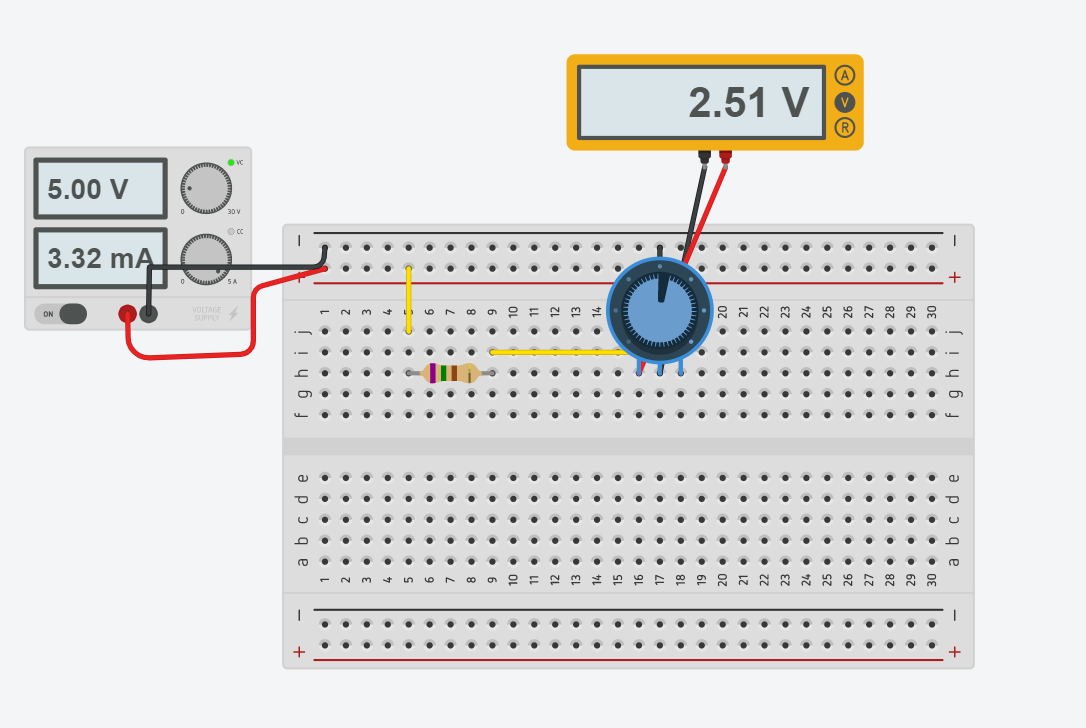 2.51 V
A
V
R
5.00 V
VC
0
30 V
3.32 mA
CC
0
5 A
ON
VOLTAGE
SUPPLY
− −
+ +
1 2 3 4 5 6 7 8 9 10 11 12 13 14 15 16 17 18 19 20 21 22 23 24 25 26 27 28 29 30
j j
i i
h h
g g
f f
e e
d d
c c
b b
a a
1 2 3 4 5 6 7 8 9 10 11 12 13 14 15 16 17 18 19 20 21 22 23 24 25 26 27 28 29 30
− −
+ +